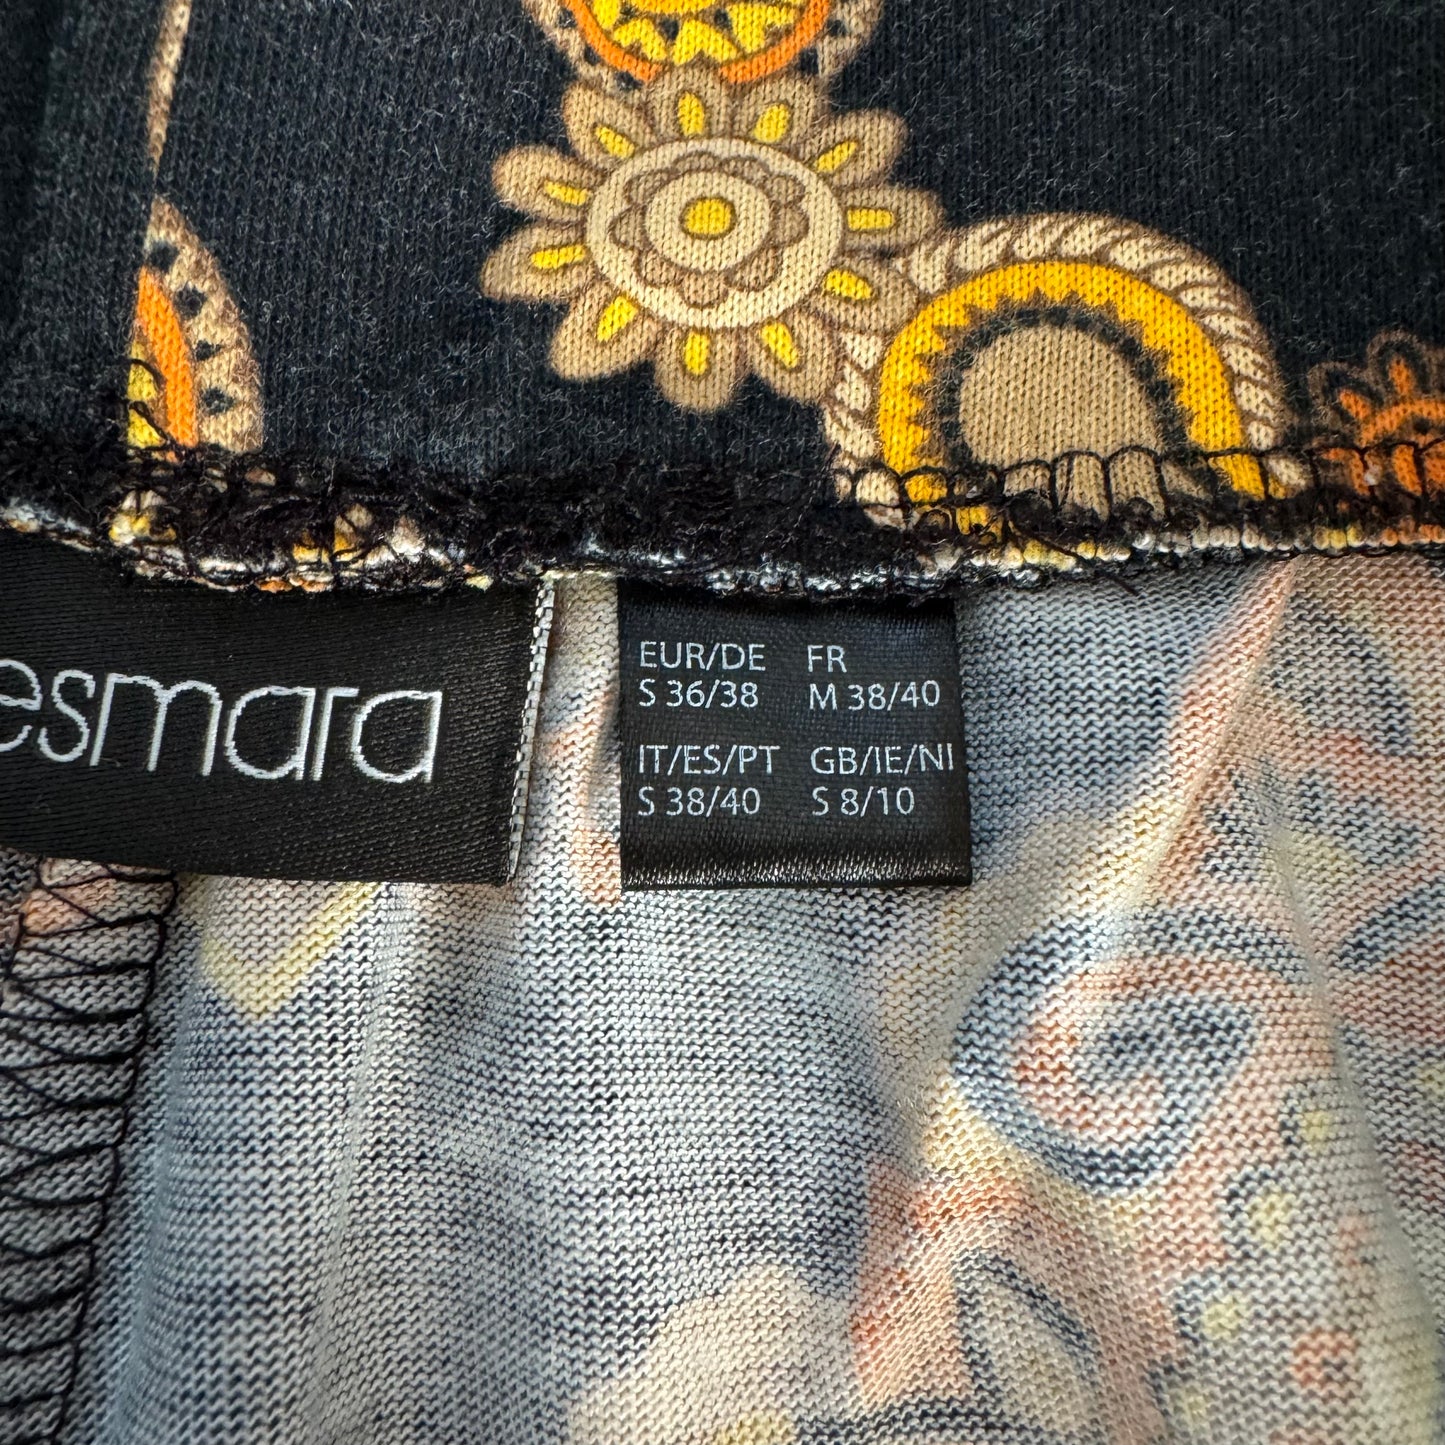 esmara
EUR/DE FR
S 36/38 M 38/40
IT/ES/PT GB/IE/NI
S 38/40 S 8/10